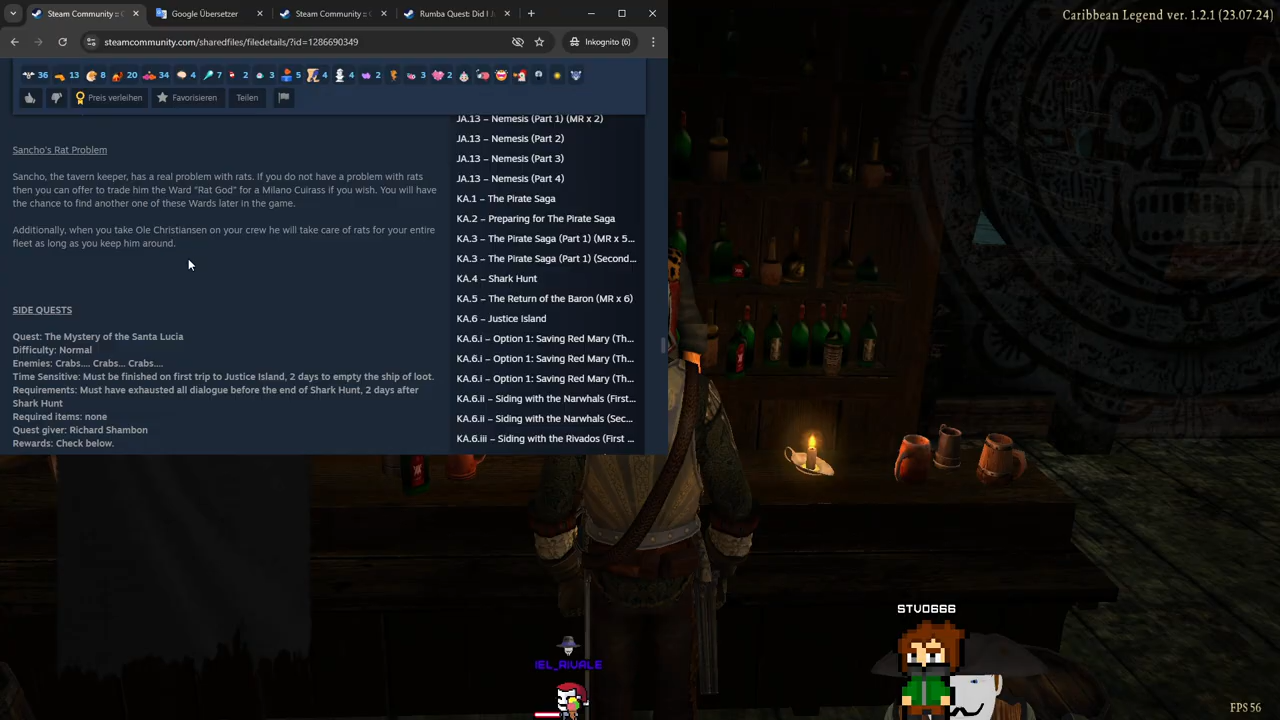 Steam Community ::
Google Übersetzer
Steam Community ::
Rumba Quest: Did I
Caribbean Legend ver. 1.2.1 (23.07.24)
steamcommunity.com/sharedfiles/filedetails/?id=1286690349
Inkognito (6)
36 13 8 20 34 4 7 2 3 5 4 4 2 3 2
Preis verleihen
Favorisieren
Teilen
Sancho's Rat Problem
Sancho, the tavern keeper, has a real problem with rats. If you do not have a problem with rats
then you can offer to trade him the Ward "Rat God" for a Milano Cuirass if you wish. You will have
the chance to find another one of these Wards later in the game.
Additionally, when you take Ole Christiansen on your crew he will take care of rats for your entire
fleet as long as you keep him around.
SIDE QUESTS
Quest: The Mystery of the Santa Lucia
Difficulty: Normal
Enemies: Crabs.... Crabs... Crabs....
Time Sensitive: Must be finished on first trip to Justice Island, 2 days to empty the ship of loot.
Requirements: Must have exhausted all dialogue before the end of Shark Hunt, 2 days after
Shark Hunt
Required items: none
Quest giver: Richard Shambon
Rewards: Check below.
JA.13 – Nemesis (Part 1) (MR x 2)
JA.13 – Nemesis (Part 2)
JA.13 – Nemesis (Part 3)
JA.13 – Nemesis (Part 4)
KA.1 – The Pirate Saga
KA.2 – Preparing for The Pirate Saga
KA.3 – The Pirate Saga (Part 1) (MR x 5...
KA.3 – The Pirate Saga (Part 1) (Second...
KA.4 – Shark Hunt
KA.5 – The Return of the Baron (MR x 6)
KA.6 – Justice Island
KA.6.i – Option 1: Saving Red Mary (Th...
KA.6.i – Option 1: Saving Red Mary (Th...
KA.6.i – Option 1: Saving Red Mary (Th...
KA.6.ii – Siding with the Narwhals (First...
KA.6.ii – Siding with the Narwhals (Sec...
KA.6.iii – Siding with the Rivados (First ...
STVO666
IEL_RIVALE
FPS 56